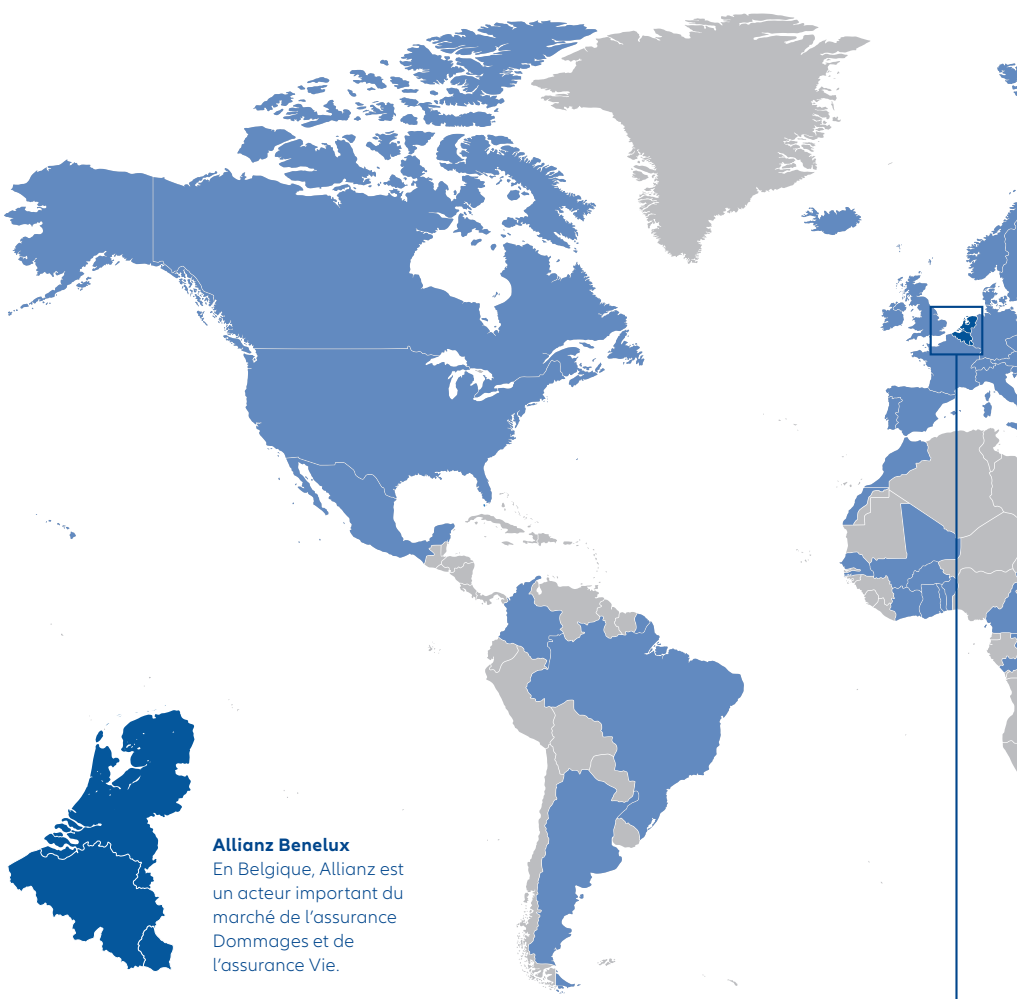 Allianz Benelux
En Belgique, Allianz est
un acteur important du
marché de l’assurance
Dommages et de
l’assurance Vie.